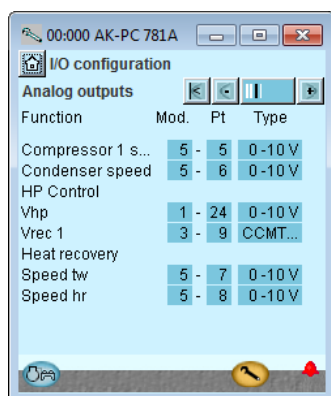 00:000 AK-PC 781A
I/O configuration
Analog outputs
Function Mod. Pt Type
Compressor 1 s... 5 - 5 0-10 V
Condenser speed 5 - 6 0-10 V
HP Control
Vhp 1 - 24 0-10 V
Vrec 1 3 - 9 CCMT...
Heat recovery
Speed tw 5 - 7 0-10 V
Speed hr 5 - 8 0-10 V